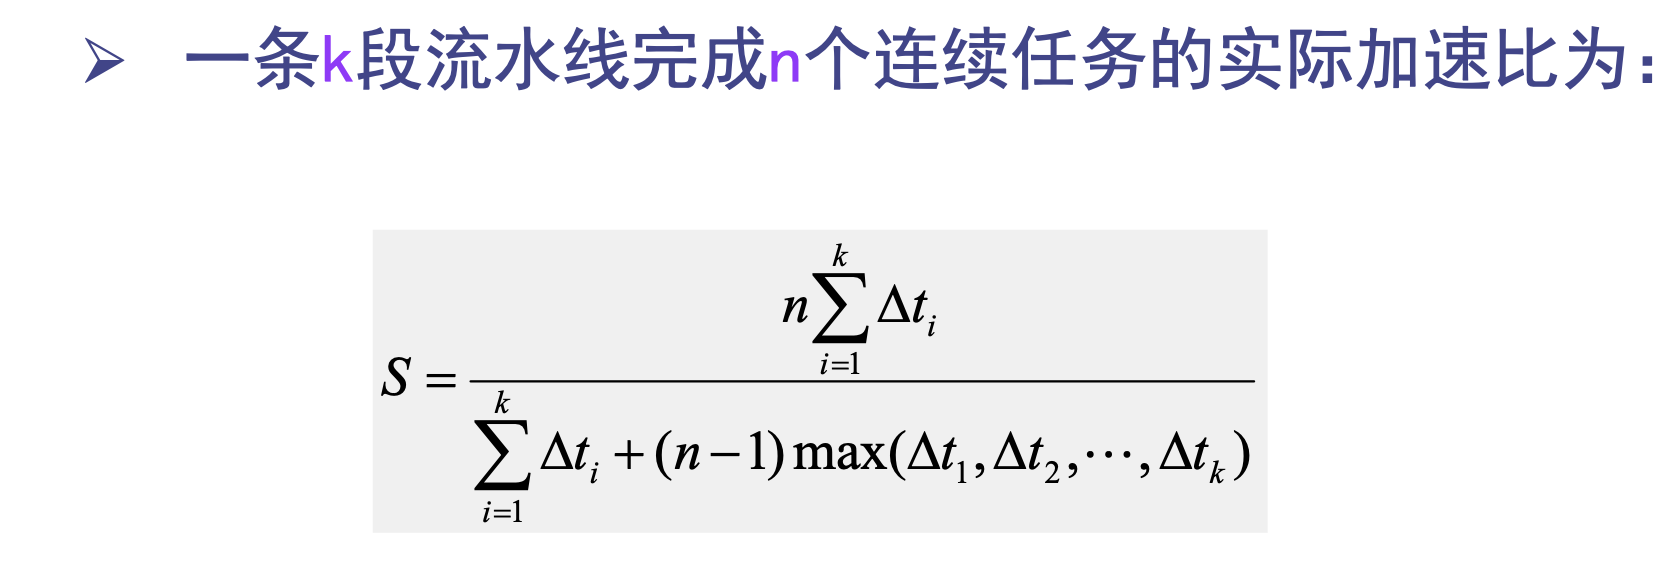 ➢ 一条k段流水线完成n个连续任务的实际加速比为：
$$S = \frac{n\sum_{i=1}^{k}\Delta t_i}{\sum_{i=1}^{k}\Delta t_i + (n-1)\max(\Delta t_1, \Delta t_2, \cdots, \Delta t_k)}$$